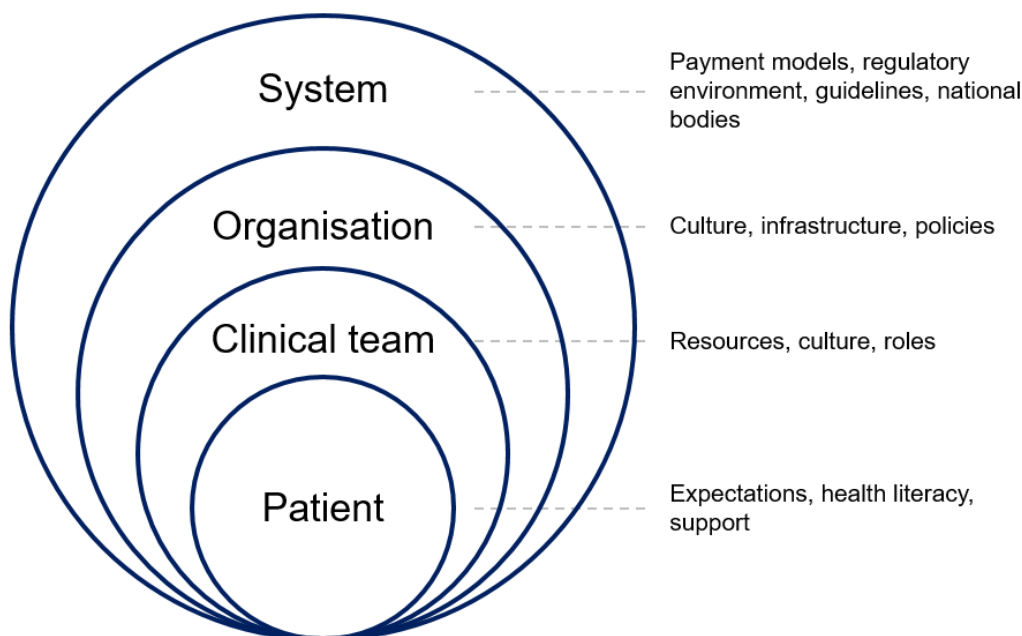 System
Payment models, regulatory
environment, guidelines, national
bodies
Organisation
Culture, infrastructure, policies
Clinical team
Resources, culture, roles
Patient
Expectations, health literacy,
support